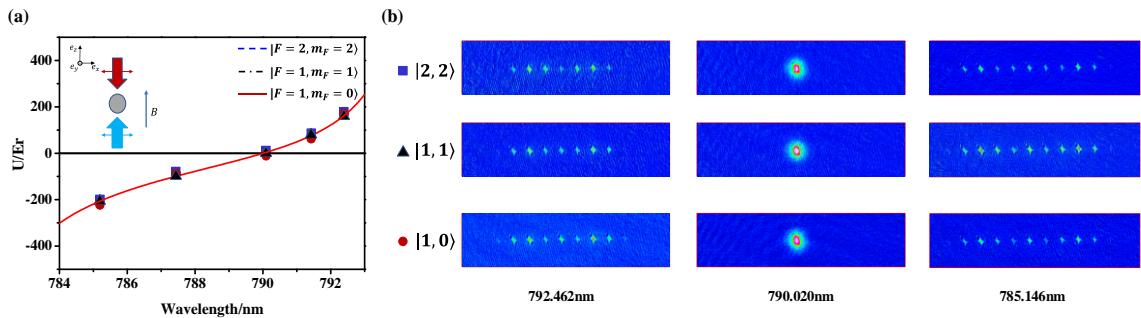 (a)
(b)
400
200
0
-200
-400
U/Er
784
786
788
790
792
Wavelength/nm
e_z
e_y
e_x
B
|F = 2, m_F = 2⟩
|F = 1, m_F = 1⟩
|F = 1, m_F = 0⟩
|2, 2⟩
|1, 1⟩
|1, 0⟩
792.462nm
790.020nm
785.146nm